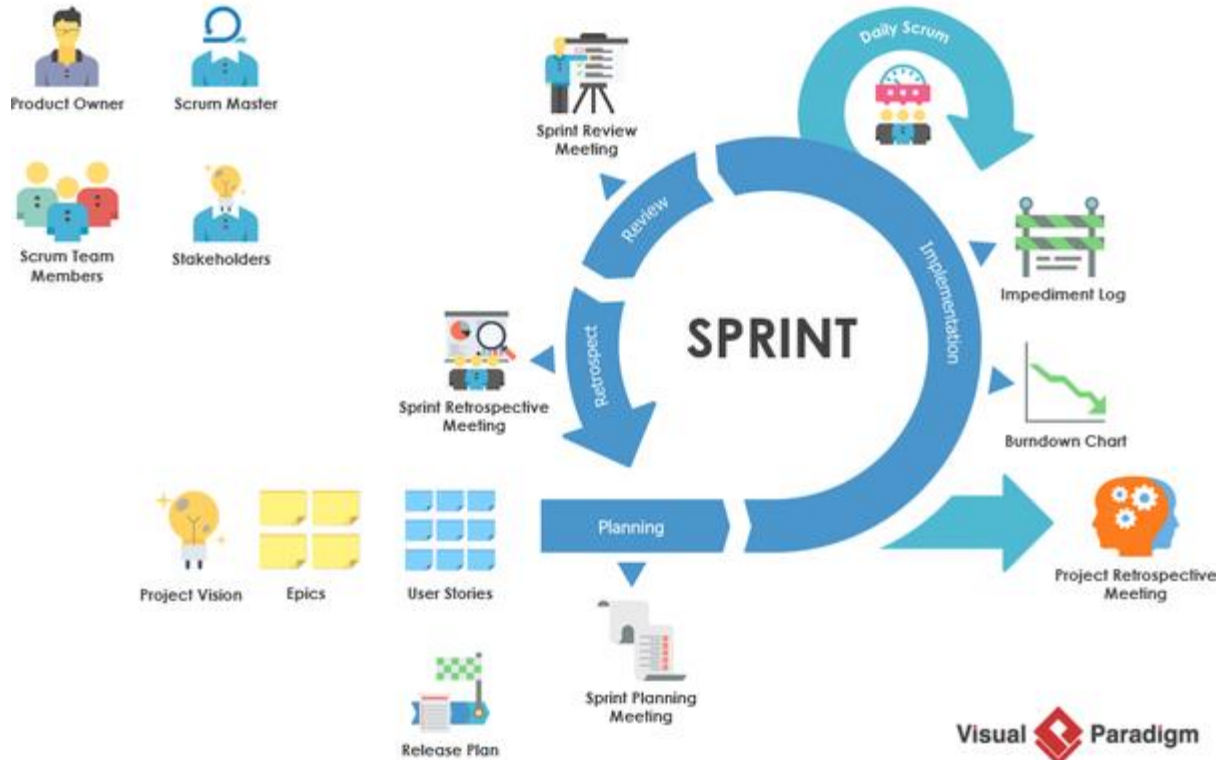 Product Owner
Scrum Master
Scrum Team
Members
Stakeholders
Sprint Review
Meeting
Daily Scrum
Review
Implementation
Impediment Log
SPRINT
Retrospect
Sprint Retrospective
Meeting
Burndown Chart
Project Vision
Epics
User Stories
Planning
Project Retrospective
Meeting
Sprint Planning
Meeting
Release Plan
Visual Paradigm